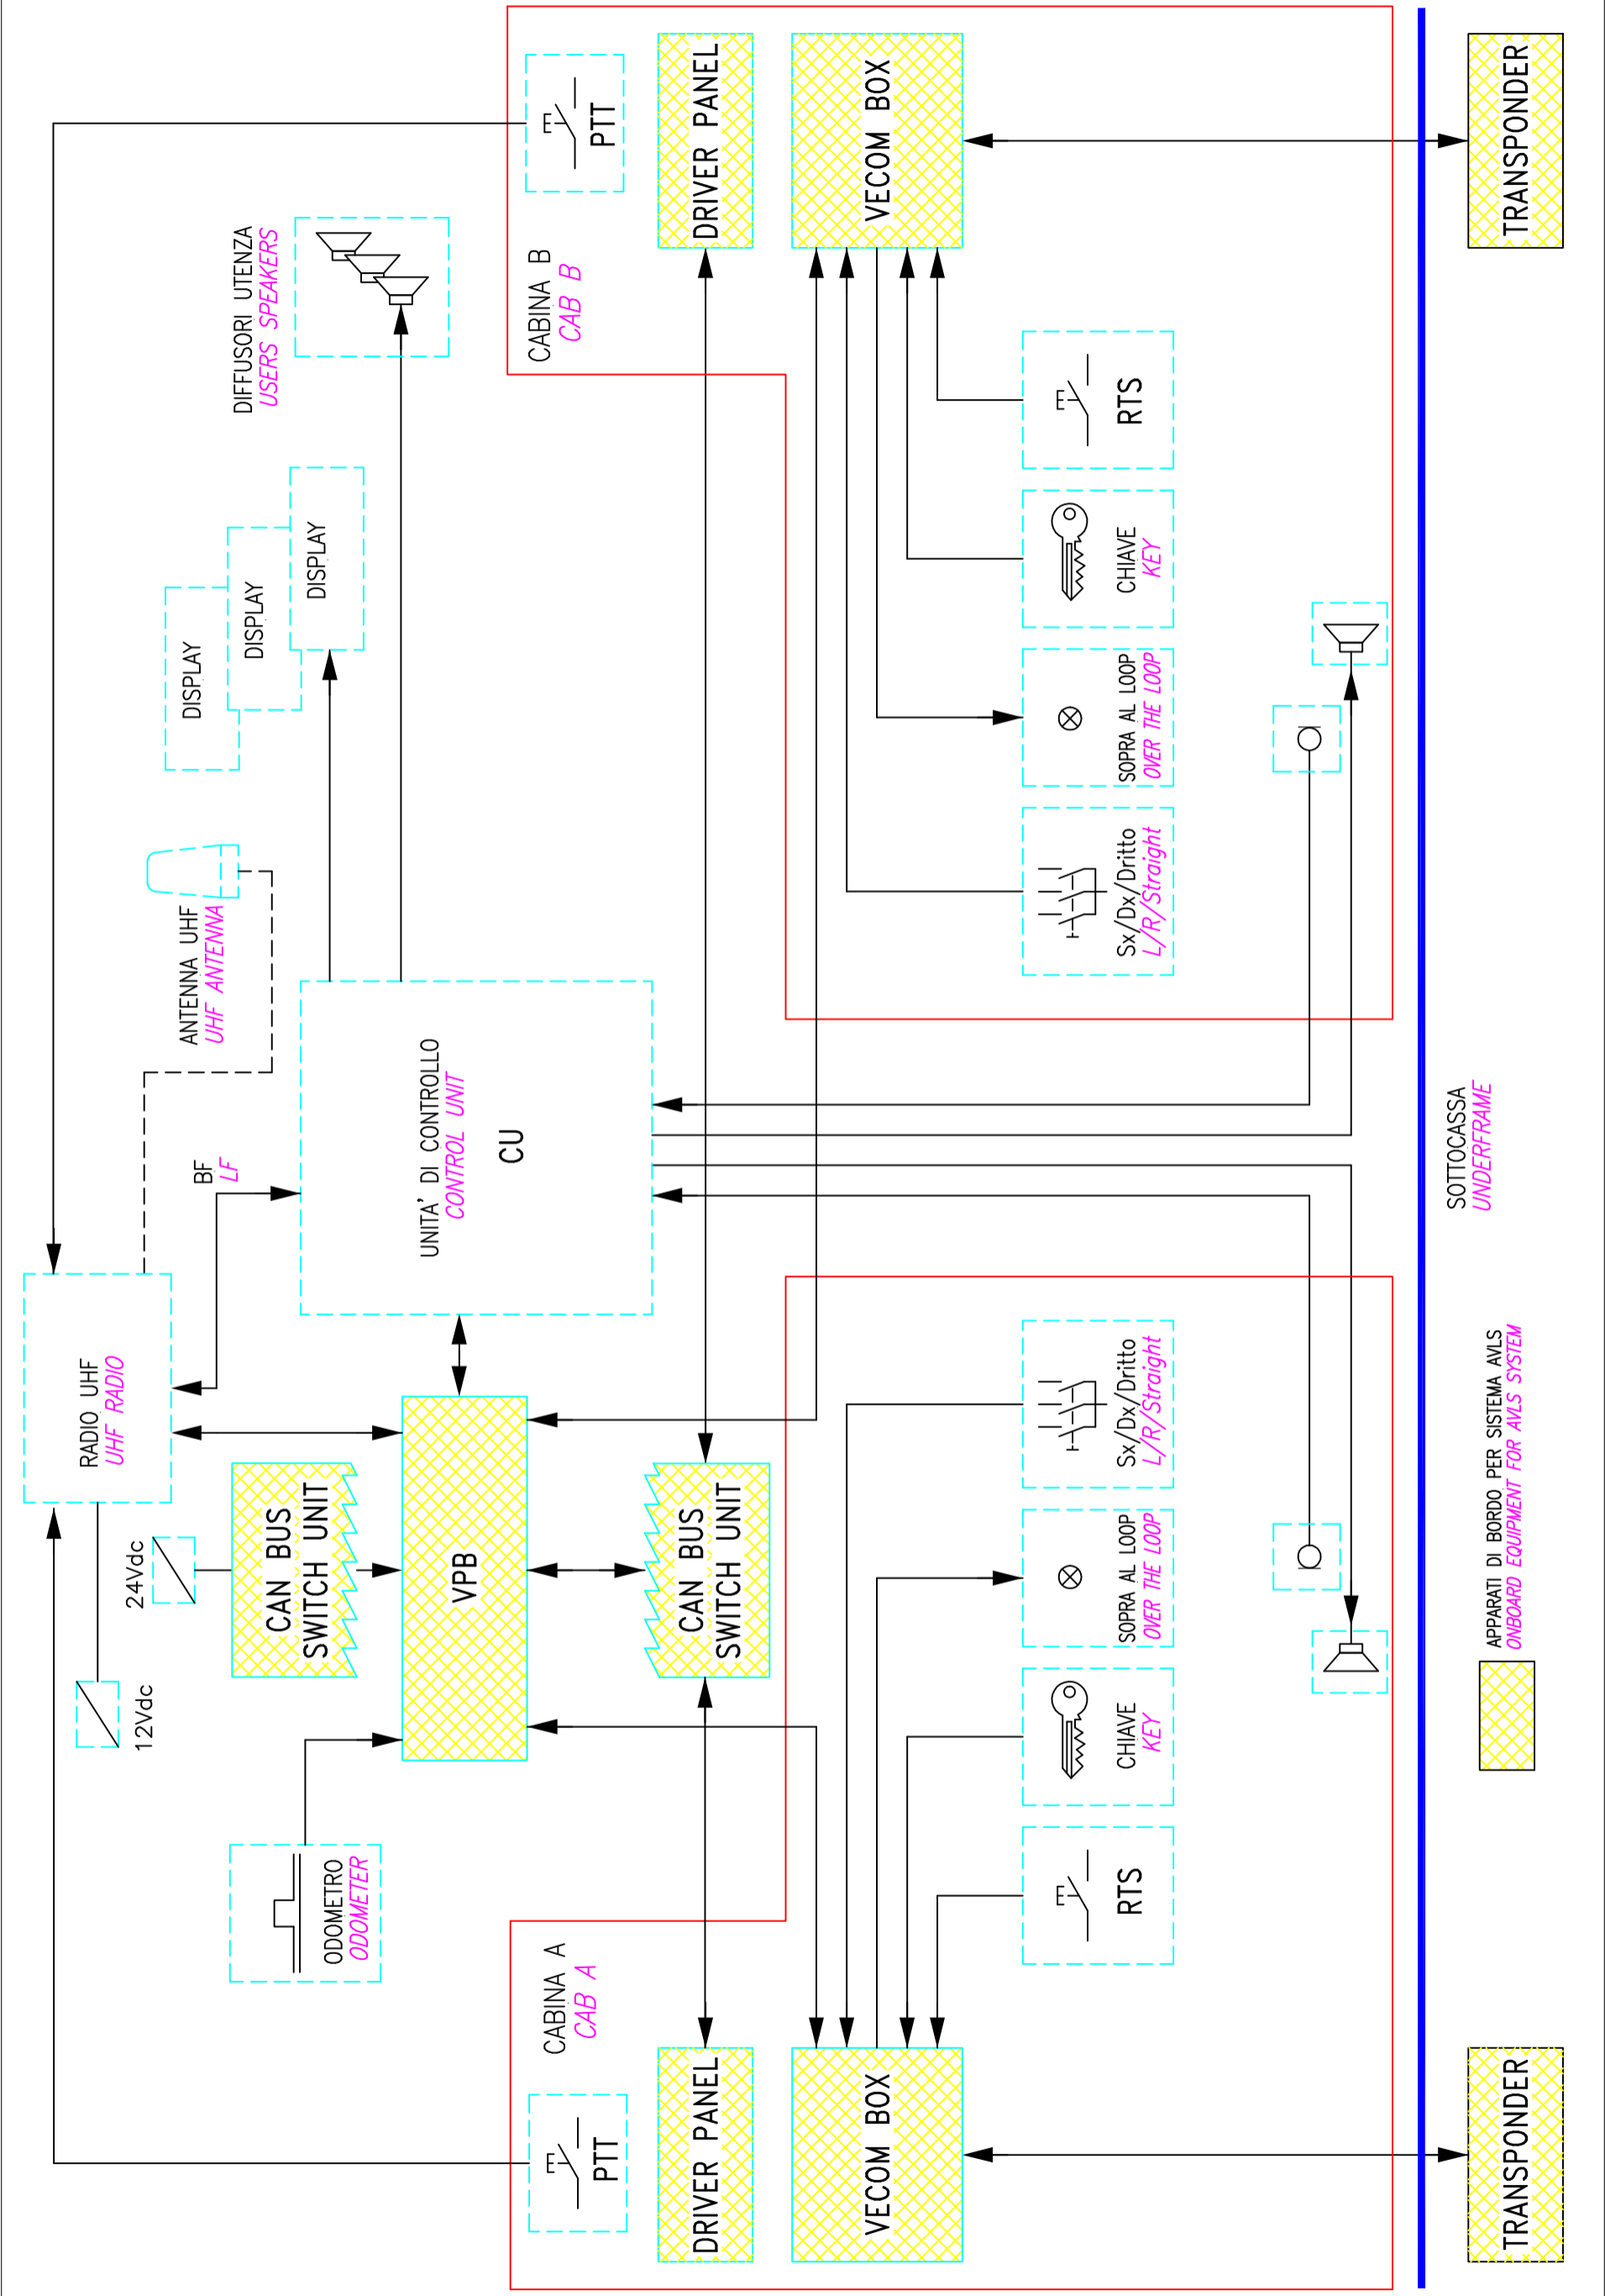 RADIO UHF
UHF RADIO
12Vdc
24Vdc
BF
LF
ANTENNA UHF
UHF ANTENNA
DISPLAY
DISPLAY
DISPLAY
DIFFUSORI UTENZA
USERS SPEAKERS
ODOMETRO
ODOMETER
CAN BUS
SWITCH UNIT
VPB
CAN BUS
SWITCH UNIT
UNITA' DI CONTROLLO
CONTROL UNIT
CU
CABINA A
CAB A
PTT
DRIVER PANEL
VECOM BOX
RTS
CHIAVE
KEY
SOPRA AL LOOP
OVER THE LOOP
Sx/Dx/Dritto
L/R/Straight
CABINA B
CAB B
PTT
DRIVER PANEL
VECOM BOX
Sx/Dx/Dritto
L/R/Straight
SOPRA AL LOOP
OVER THE LOOP
CHIAVE
KEY
RTS
SOTTOCASSA
UNDERFRAME
TRANSPONDER
APPARATI DI BORDO PER SISTEMA AVLS
ONBOARD EQUIPMENT FOR AVLS SYSTEM
TRANSPONDER